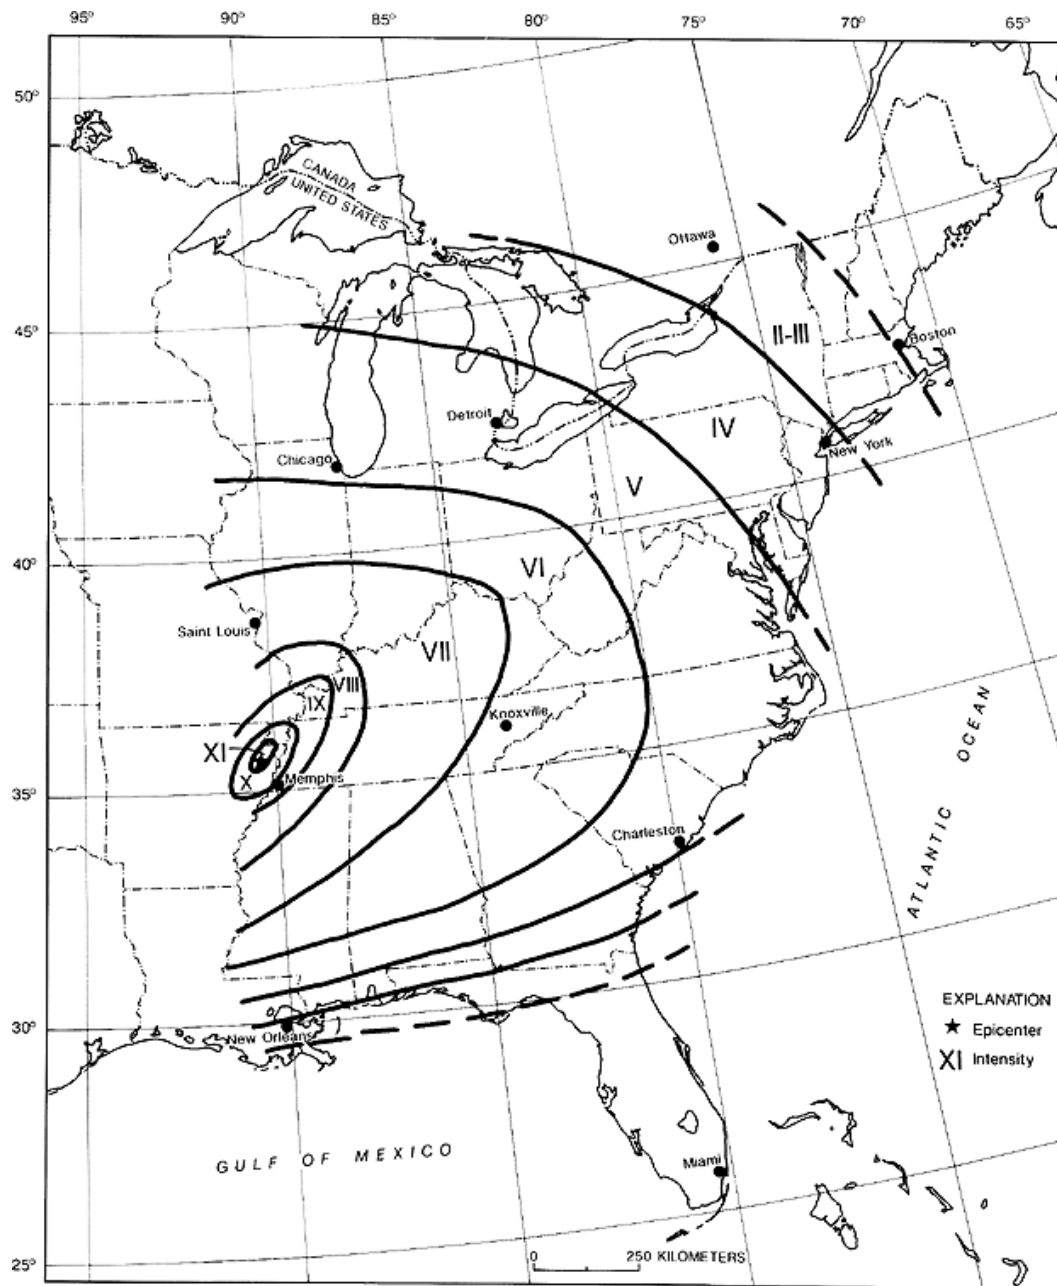 95° 90° 85° 80° 75° 70° 65°
50°
CANADA
UNITED STATES
Ottawa
45°
II-III
Boston
Detroit
IV
New York
Chicago
V
40°
VI
Saint Louis
VII
VIII
IX
Knoxville
XI
X
Memphis
35°
Charleston
ATLANTIC OCEAN
EXPLANATION
★ Epicenter
XI Intensity
30°
New Orleans
GULF OF MEXICO
Miami
0 250 KILOMETERS
25°